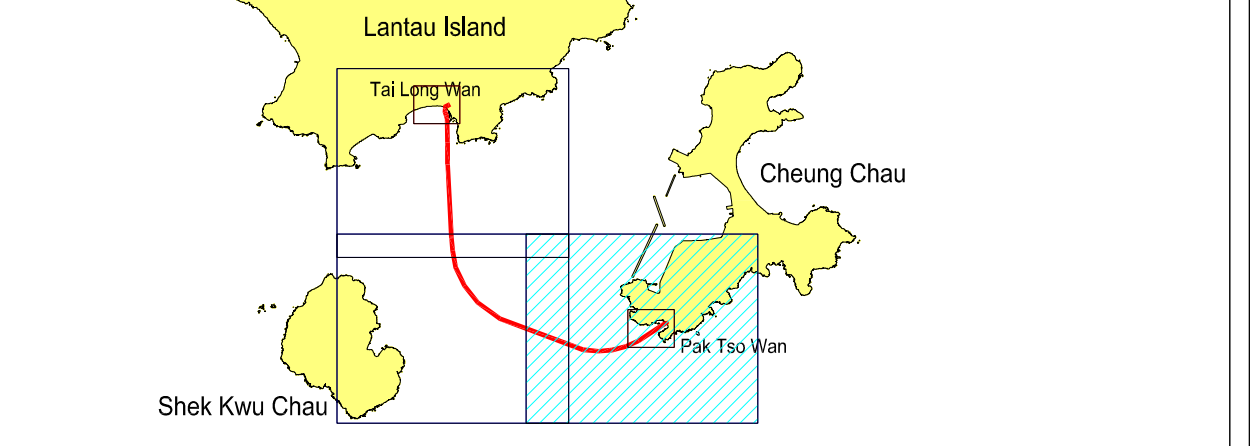 Lantau Island
Tai Long Wan
Cheung Chau
Pak Tso Wan
Shek Kwu Chau